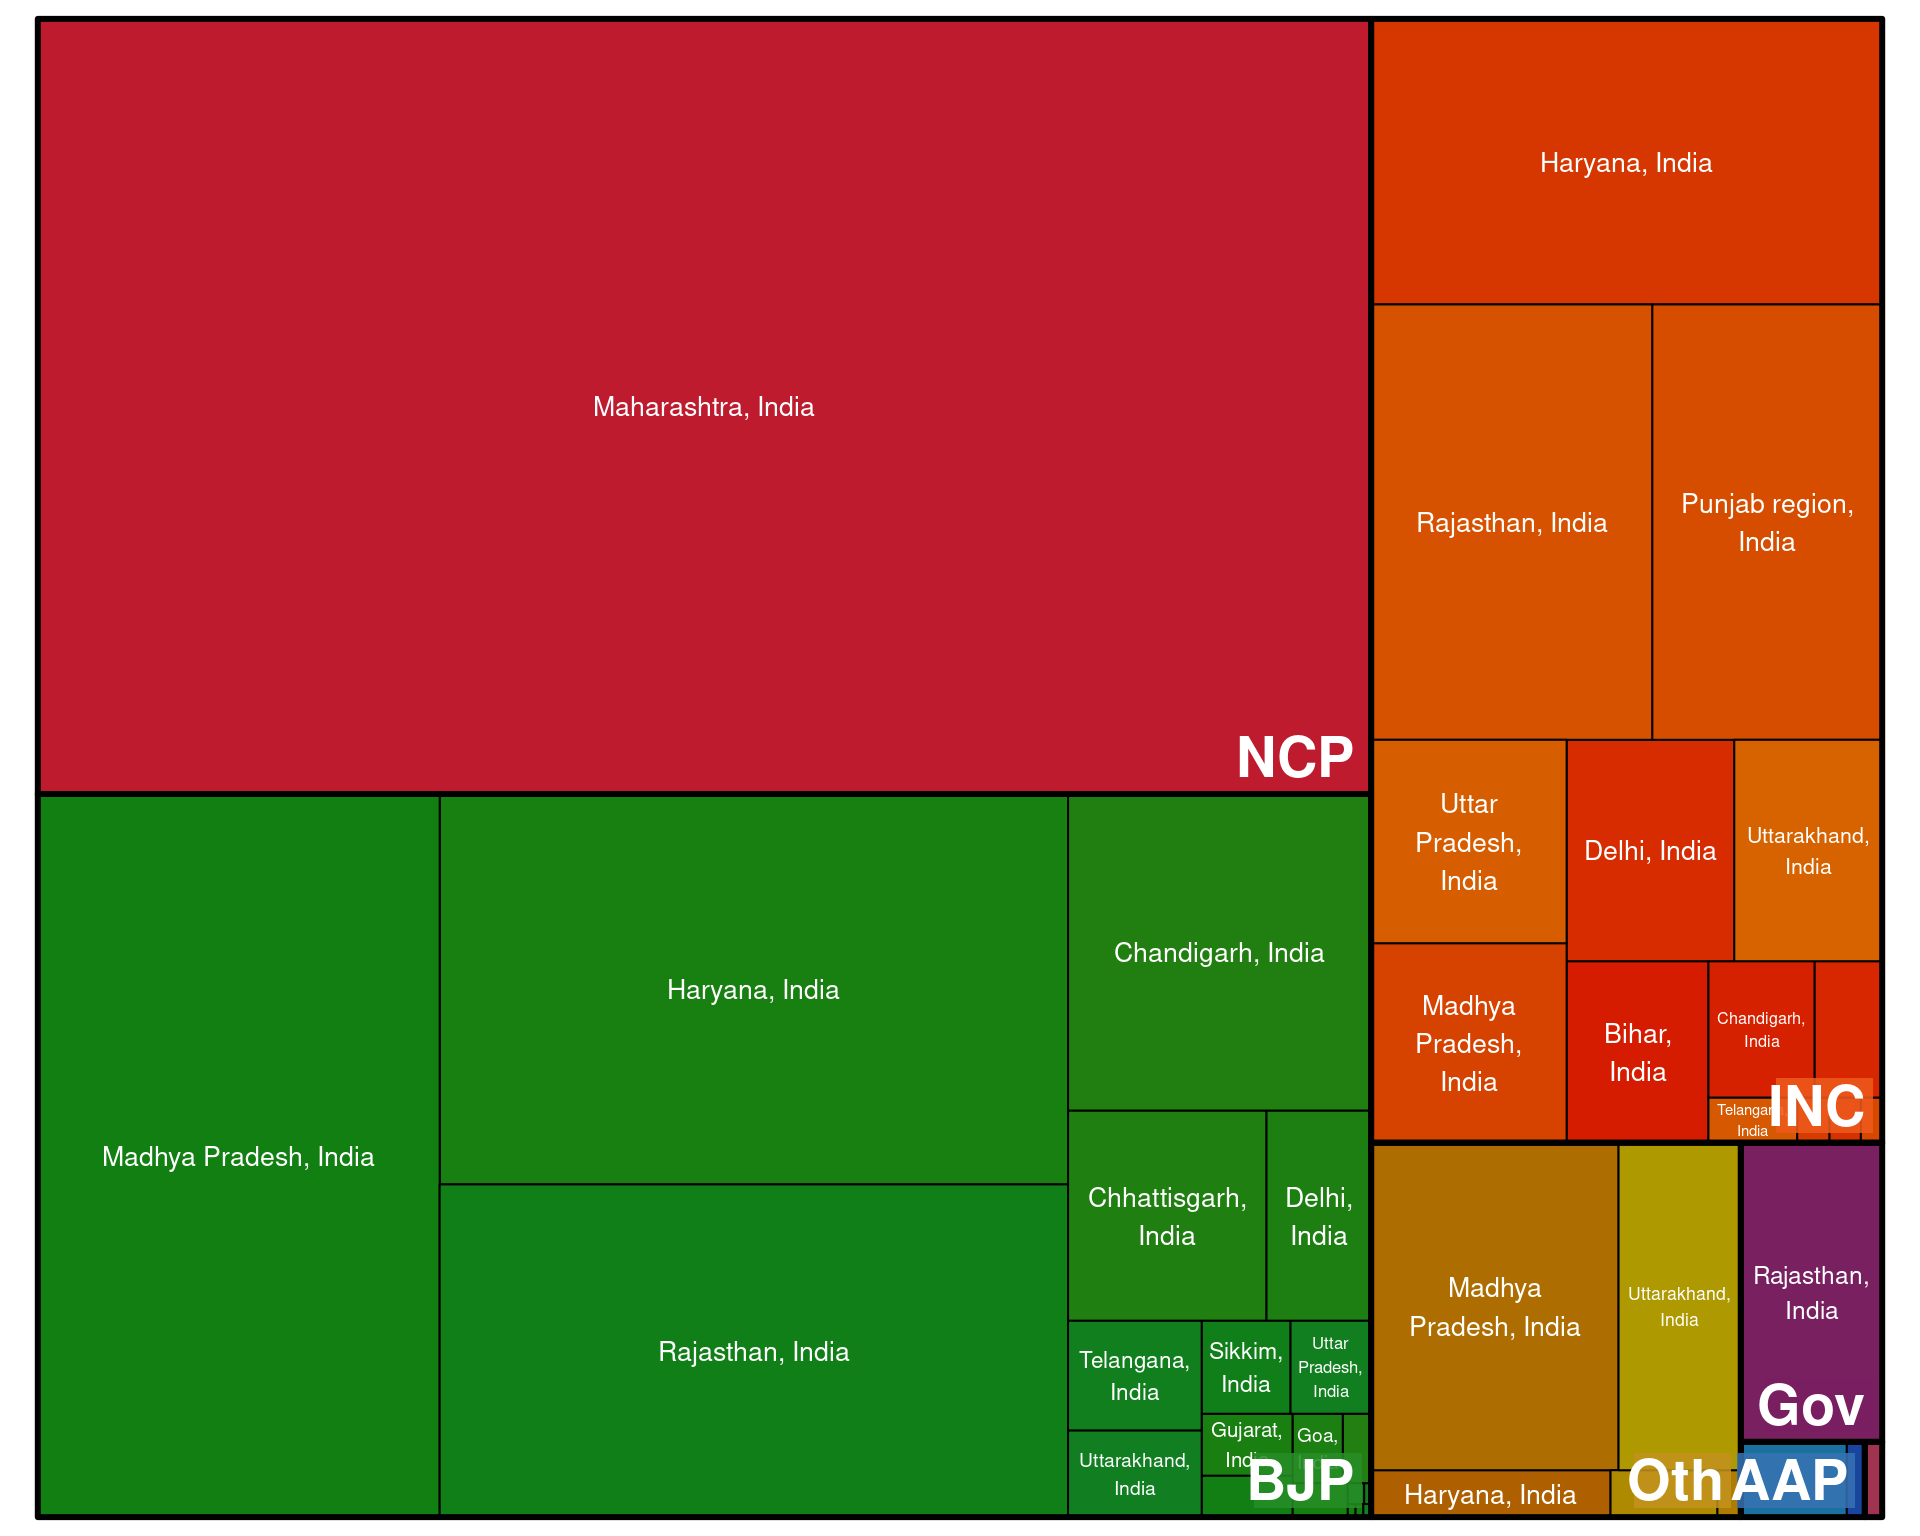 Maharashtra, India
NCP
Madhya Pradesh, India
Haryana, India
Rajasthan, India
Chandigarh, India
Chhattisgarh,
India
Delhi,
India
Telangana,
India
Sikkim,
India
Uttar
Pradesh,
India
Uttarakhand,
India
Gujarat,
India
Goa,
BJP
Haryana, India
Rajasthan, India
Punjab region,
India
Uttar
Pradesh,
India
Delhi, India
Uttarakhand,
India
Madhya
Pradesh,
India
Bihar,
India
Chandigarh,
India
Telangana,
India
INC
Madhya
Pradesh, India
Uttarakhand,
India
Haryana, India
Oth
Rajasthan,
India
Gov
AAP